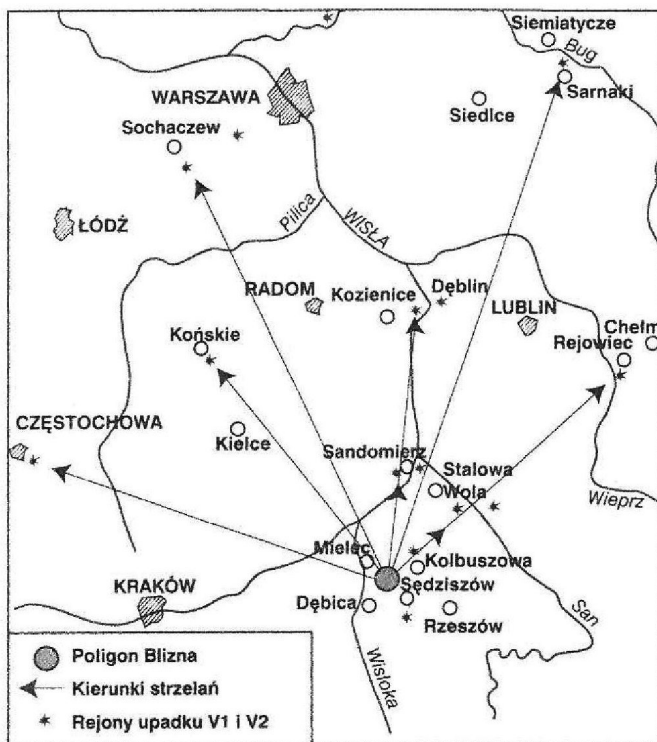 Siemiatycze
Bug
Sarnaki
WARSZAWA
Siedlce
Sochaczew
Pilica
WISŁA
ŁÓDŹ
RADOM
Kozienice
Dęblin
LUBLIN
Chełm
Rejowiec
Końskie
CZĘSTOCHOWA
Kielce
Sandomierz
Stalowa
Wola
Wieprz
Mielec
Kolbuszowa
KRAKÓW
Sędziszów
Dębica
Rzeszów
San
Wisłoka
Poligon Blizna
Kierunki strzelań
Rejony upadku V1 i V2